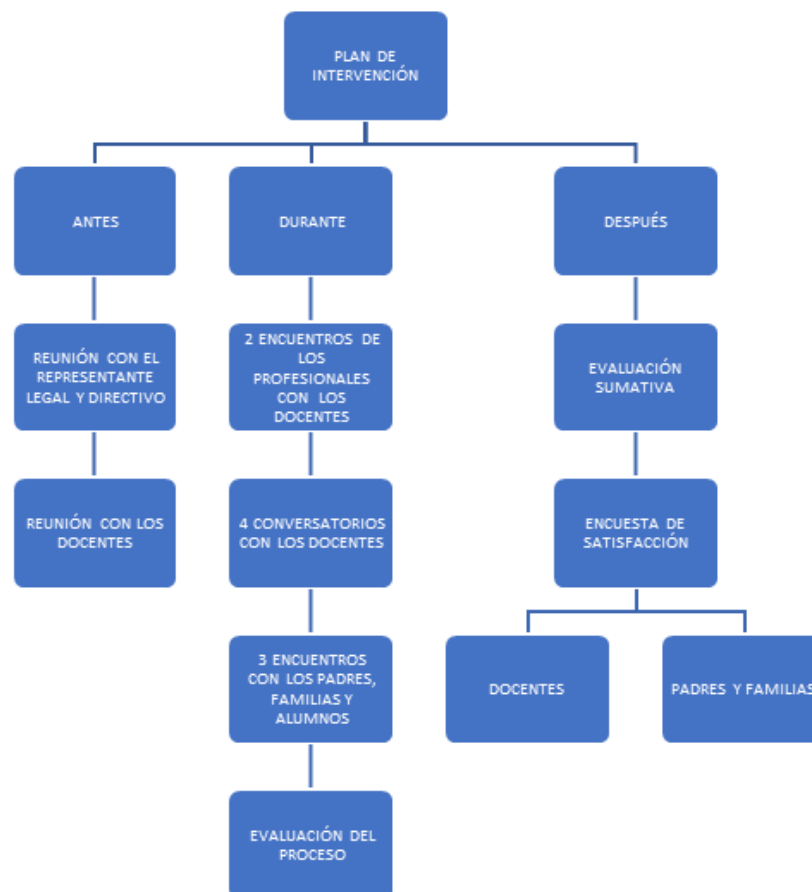 PLAN DE
INTERVENCIÓN
ANTES
DURANTE
DESPUÉS
REUNIÓN CON EL
REPRESENTANTE
LEGAL Y DIRECTIVO
2 ENCUENTROS DE
LOS
PROFESIONALES
CON LOS
DOCENTES
EVALUACIÓN
SUMATIVA
REUNIÓN CON LOS
DOCENTES
4 CONVERSATORIOS
CON LOS DOCENTES
ENCUESTA DE
SATISFACCIÓN
3 ENCUENTROS
CON LOS PADRES,
FAMILIAS Y
ALUMNOS
DOCENTES
PADRES Y FAMILIAS
EVALUACIÓN DEL
PROCESO